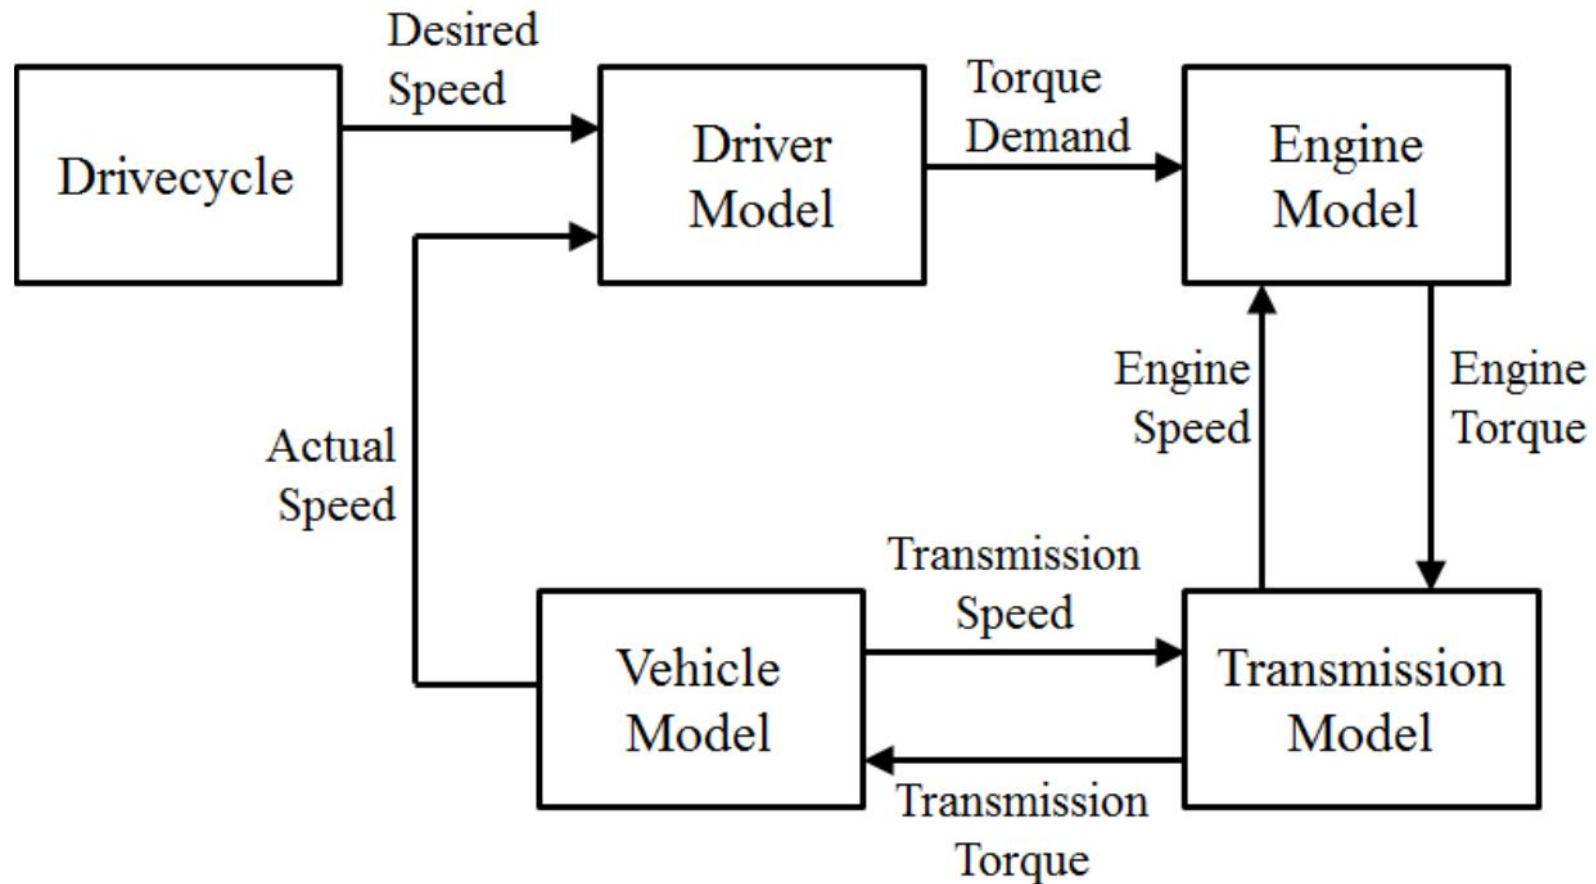 Desired
Speed
Torque
Demand
Drivecycle
Driver
Model
Engine
Model
Engine
Speed
Engine
Torque
Actual
Speed
Transmission
Speed
Vehicle
Model
Transmission
Model
Transmission
Torque